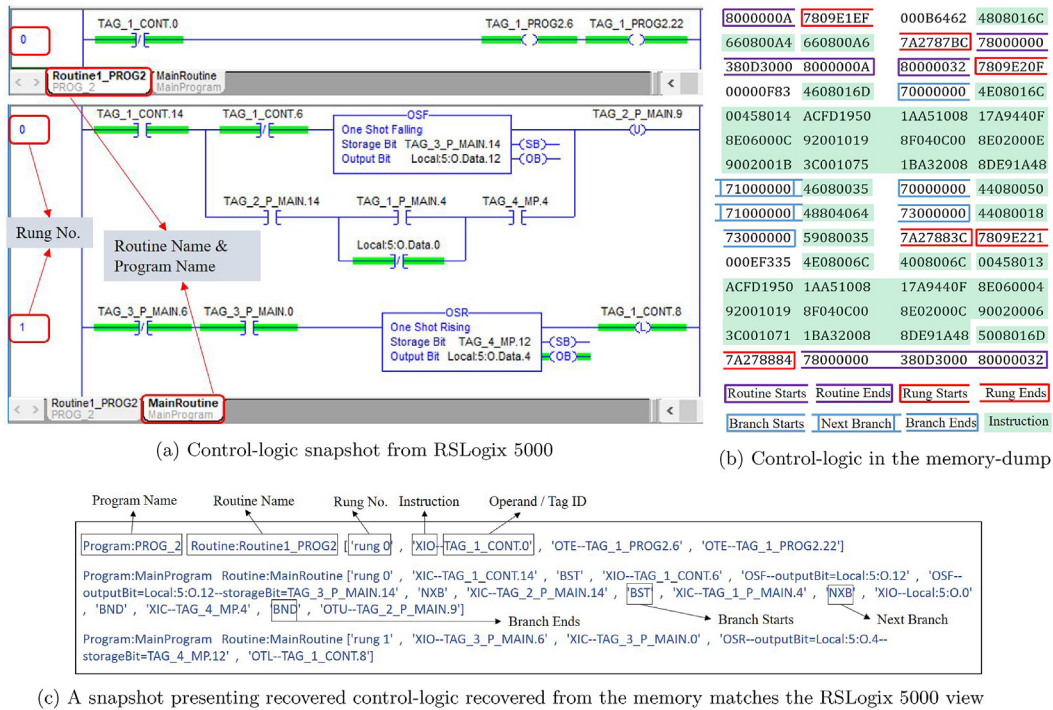 TAG_1_CONT.0
TAG_1_PROG2.6
TAG_1_PROG2.22
0
Routine1_PROG2
MainRoutine
PROG_2
MainProgram
TAG_1_CONT.14
TAG_1_CONT.6
OSF
TAG_2_P_MAIN.9
0
One Shot Falling
U
Storage Bit TAG_3_P_MAIN.14
SB
Output Bit Local:5:O.Data.12
OB
TAG_2_P_MAIN.14
TAG_1_P_MAIN.4
TAG_4_MP.4
Rung No.
Routine Name &
Program Name
Local:5:O.Data.0
TAG_3_P_MAIN.6
TAG_3_P_MAIN.0
OSR
TAG_1_CONT.8
1
One Shot Rising
L
Storage Bit TAG_4_MP.12
SB
Output Bit Local:5:O.Data.4
OB
Routine1_PROG2
MainRoutine
PROG_2
MainProgram
(a) Control-logic snapshot from RSLogix 5000
8000000A 7809E1EF 000B6462 4808016C
660800A4 660800A6 7A2787BC 78000000
380D3000 8000000A 80000032 7809E20F
00000F83 4608016D 70000000 4E08016C
00458014 ACFD1950 1AA51008 17A9440F
8E06000C 92001019 8F040C00 8E02000E
9002001B 3C001075 1BA32008 8DE91A48
71000000 46080035 70000000 44080050
71000000 48804064 73000000 44080018
73000000 59080035 7A27883C 7809E221
000EF335 4E08006C 4008006C 00458013
ACFD1950 1AA51008 17A9440F 8E060004
92001019 8F040C00 8E02000C 90020006
3C001071 1BA32008 8DE91A48 5008016D
7A278884 78000000 380D3000 80000032
Routine Starts Routine Ends Rung Starts Rung Ends
Branch Starts Next Branch Branch Ends Instruction
(b) Control-logic in the memory-dump
Program Name Routine Name Rung No. Instruction Operand / Tag ID
Program:PROG_2 Routine:Routine1_PROG2 ['rung 0' , 'XIO--TAG_1_CONT.0' , 'OTE--TAG_1_PROG2.6' , 'OTE--TAG_1_PROG2.22']
Program:MainProgram Routine:MainRoutine ['rung 0' , 'XIC--TAG_1_CONT.14' , 'BST' , 'XIO--TAG_1_CONT.6' , 'OSF--outputBit=Local:5:O.12' , 'OSF--
outputBit=Local:5:O.12--storageBit=TAG_3_P_MAIN.14' , 'NXB' , 'XIC--TAG_2_P_MAIN.14' , 'BST' , 'XIC--TAG_1_P_MAIN.4' , 'NXB' , 'XIO--Local:5:O.0'
, 'BND' , 'XIC--TAG_4_MP.4' , 'BND' , 'OTU--TAG_2_P_MAIN.9']
Branch Ends
Branch Starts
Next Branch
Program:MainProgram Routine:MainRoutine ['rung 1' , 'XIO--TAG_3_P_MAIN.6' , 'XIC--TAG_3_P_MAIN.0' , 'OSR--outputBit=Local:5:O.4--
storageBit=TAG_4_MP.12' , 'OTL--TAG_1_CONT.8']
(c) A snapshot presenting recovered control-logic recovered from the memory matches the RSLogix 5000 view